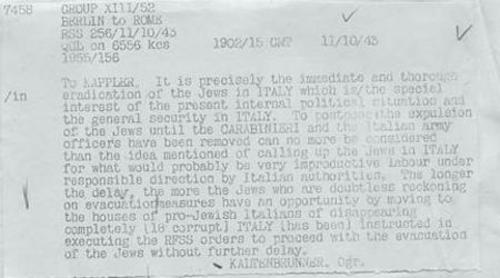 7458 GROUP XIII/52
BERLIN to ROME
RSS 256/11/10/43
QSL on 6556 kcs 1902/15 GMT 11/10/43
1955/156
To KAPPLER. It is precisely the immediate and thorough
eradication of the Jews in ITALY which is/the special
/in interest of the present internal political situation and
the general security in ITALY. To postpone the expulsion
of the Jews until the CARABINIERI and the Italian army
officers have been removed can no more be considered
than the idea mentioned of calling up the Jews in ITALY
for what would probably be very improductive labour under
responsible direction by Italian authorities. The longer
the delay, the more the Jews who are doubtless reckoning
on evacuation measures have an opportunity by moving to
the houses of pro-Jewish Italians of disappearing
completely [18 corrupt] ITALY [has been] instructed in
executing the RFSS orders to proceed with the evacuation
of the Jews without further delay.
KALTENBRUNNER, Ogr.